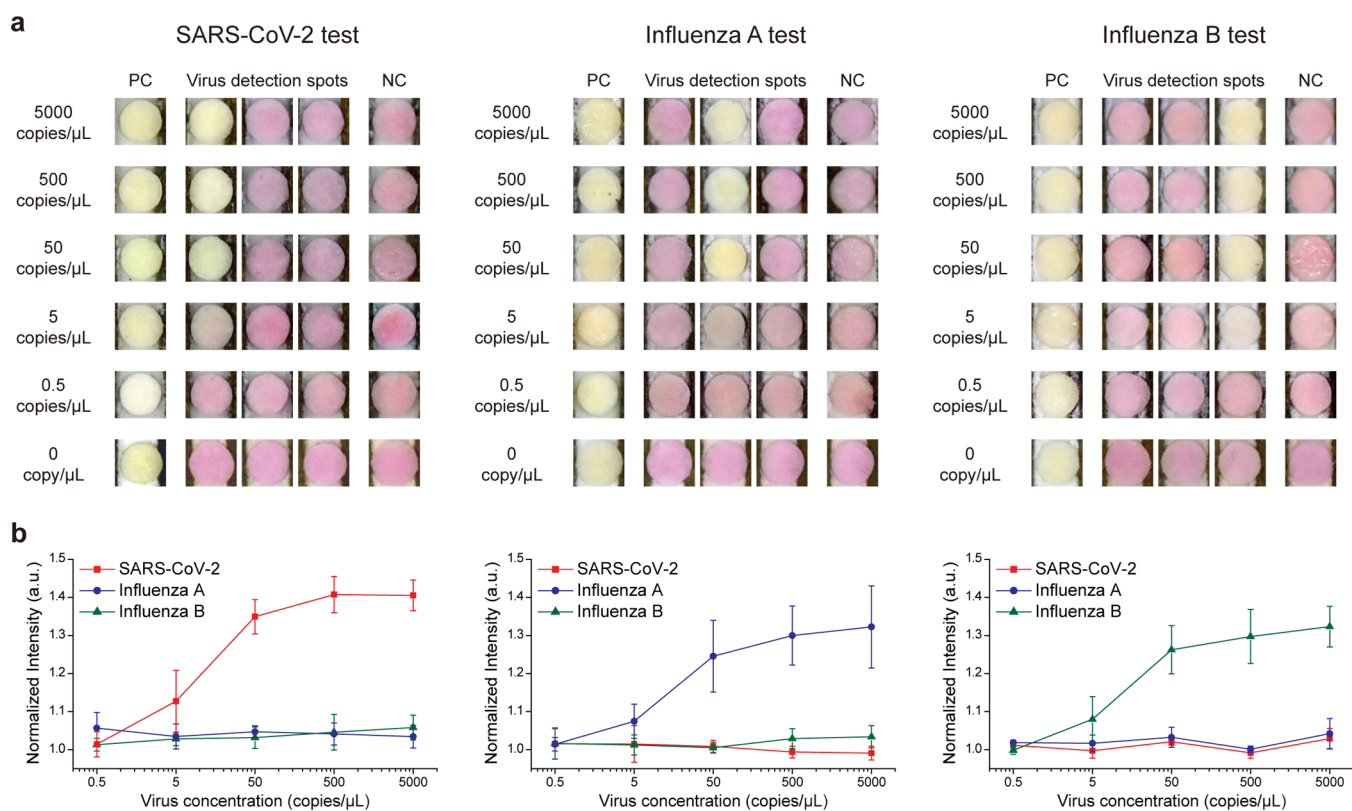 a
SARS-CoV-2 test
Influenza A test
Influenza B test
PC
Virus detection spots
NC
PC
Virus detection spots
NC
PC
Virus detection spots
NC
5000
copies/µL
500
copies/µL
50
copies/µL
5
copies/µL
0.5
copies/µL
0
copy/µL
5000
copies/µL
500
copies/µL
50
copies/µL
5
copies/µL
0.5
copies/µL
0
copy/µL
5000
copies/µL
500
copies/µL
50
copies/µL
5
copies/µL
0.5
copies/µL
0
copy/µL
b
Normalized Intensity (a.u.)
1.5
1.4
1.3
1.2
1.1
1.0
SARS-CoV-2
Influenza A
Influenza B
0.5
5
50
500
5000
Virus concentration (copies/µL)
Normalized Intensity (a.u.)
1.5
1.4
1.3
1.2
1.1
1.0
SARS-CoV-2
Influenza A
Influenza B
0.5
5
50
500
5000
Virus concentration (copies/µL)
Normalized Intensity (a.u.)
1.5
1.4
1.3
1.2
1.1
1.0
SARS-CoV-2
Influenza A
Influenza B
0.5
5
50
500
5000
Virus concentration (copies/µL)